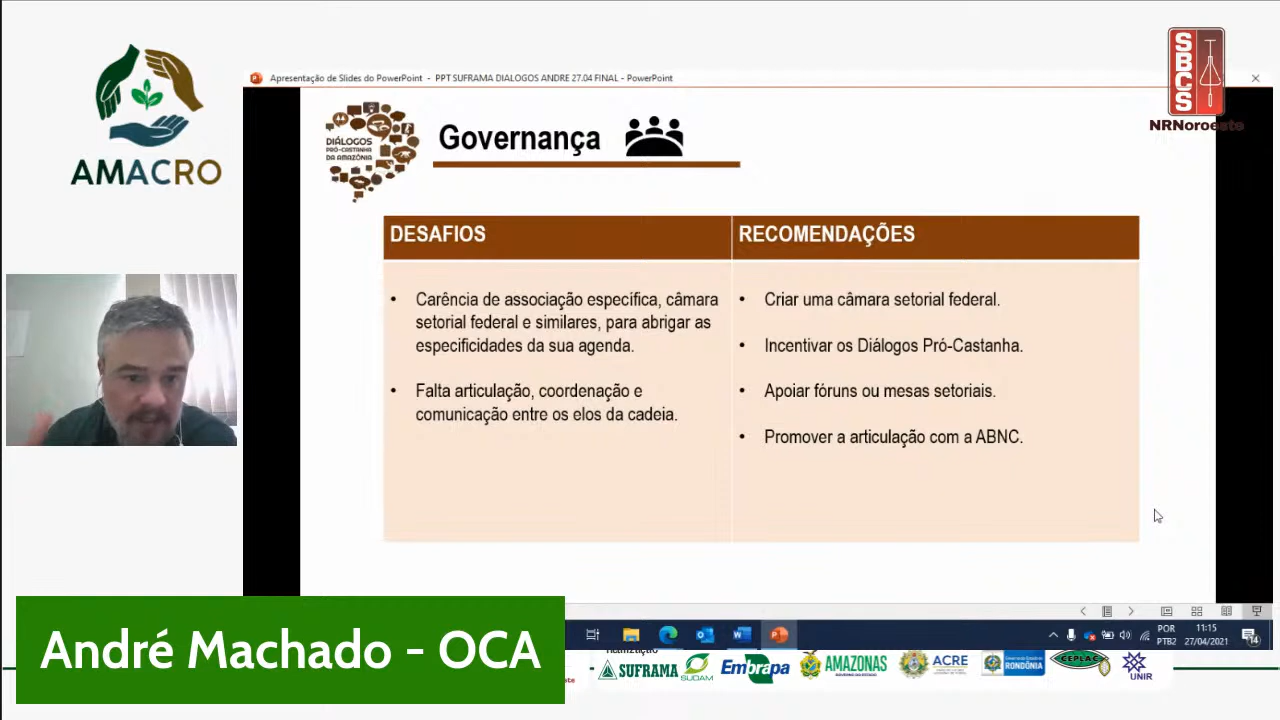 AMACRO
Apresentação de Slides do PowerPoint - PPT SUFRAMA DIALOGOS ANDRE 27.04 FINAL - PowerPoint
SBCS
NRNoroeste
DIÁLOGOS
PRÓ-CASTANHA
DA AMAZÔNIA
Governança
DESAFIOS
RECOMENDAÇÕES
• Carência de associação específica, câmara
setorial federal e similares, para abrigar as
especificidades da sua agenda.
• Falta articulação, coordenação e
comunicação entre os elos da cadeia.
• Criar uma câmara setorial federal.
• Incentivar os Diálogos Pró-Castanha.
• Apoiar fóruns ou mesas setoriais.
• Promover a articulação com a ABNC.
André Machado - OCA
POR
PTB2
11:15
27/04/2021
14
SUFRAMA
SUDAM
Embrapa
AMAZONAS
ACRE
RONDÔNIA
CEPLAC
UNIR